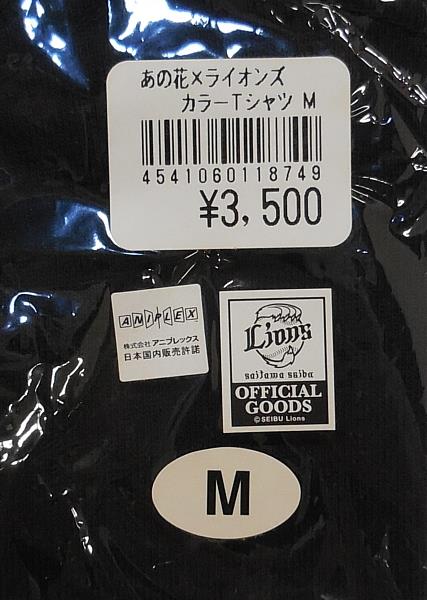 あの花×ライオンズ
カラーTシャツ M
4541060118749
¥3,500
ANIPLEX
株式会社アニプレックス
日本国内販売許諾
Lions
saitama seibu
OFFICIAL
GOODS
©SEIBU Lions
M